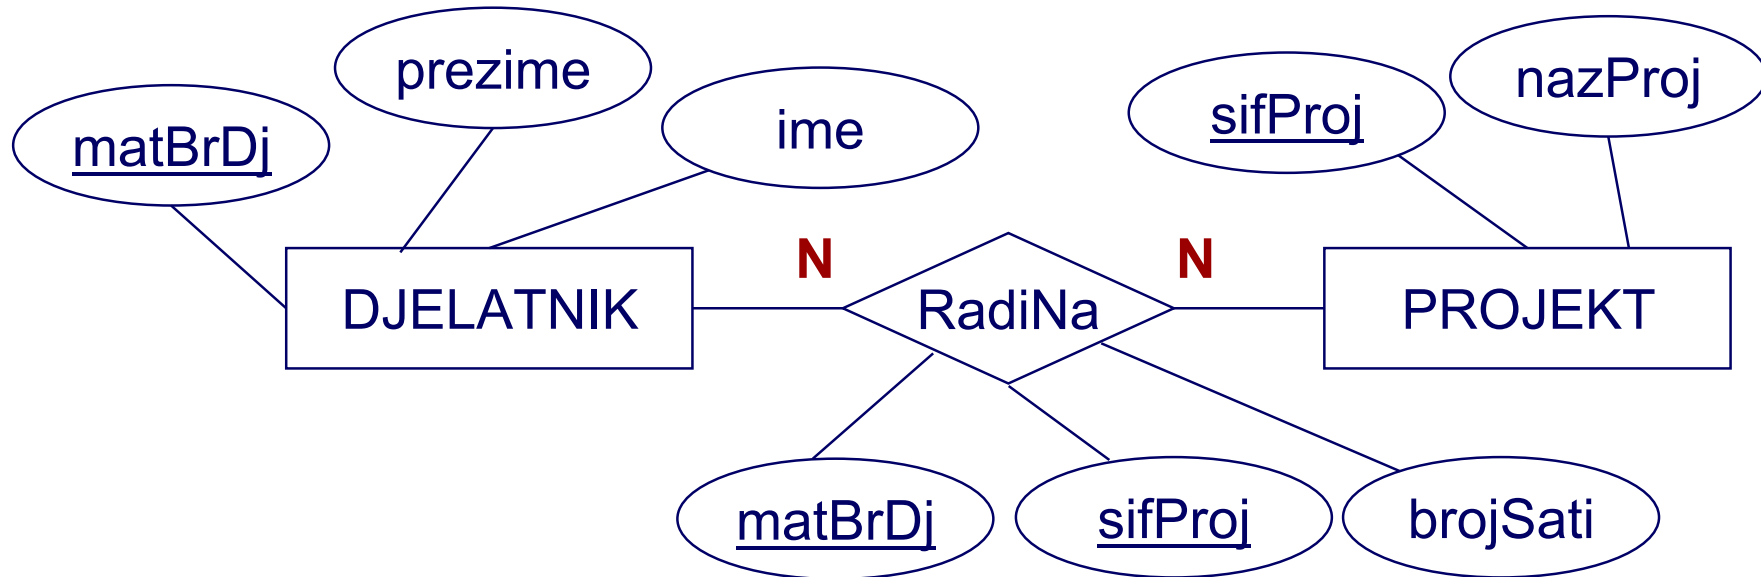 prezime
nazProj
matBrDj
ime
sifProj
N
N
DJELATNIK
RadiNa
PROJEKT
matBrDj
sifProj
brojSati